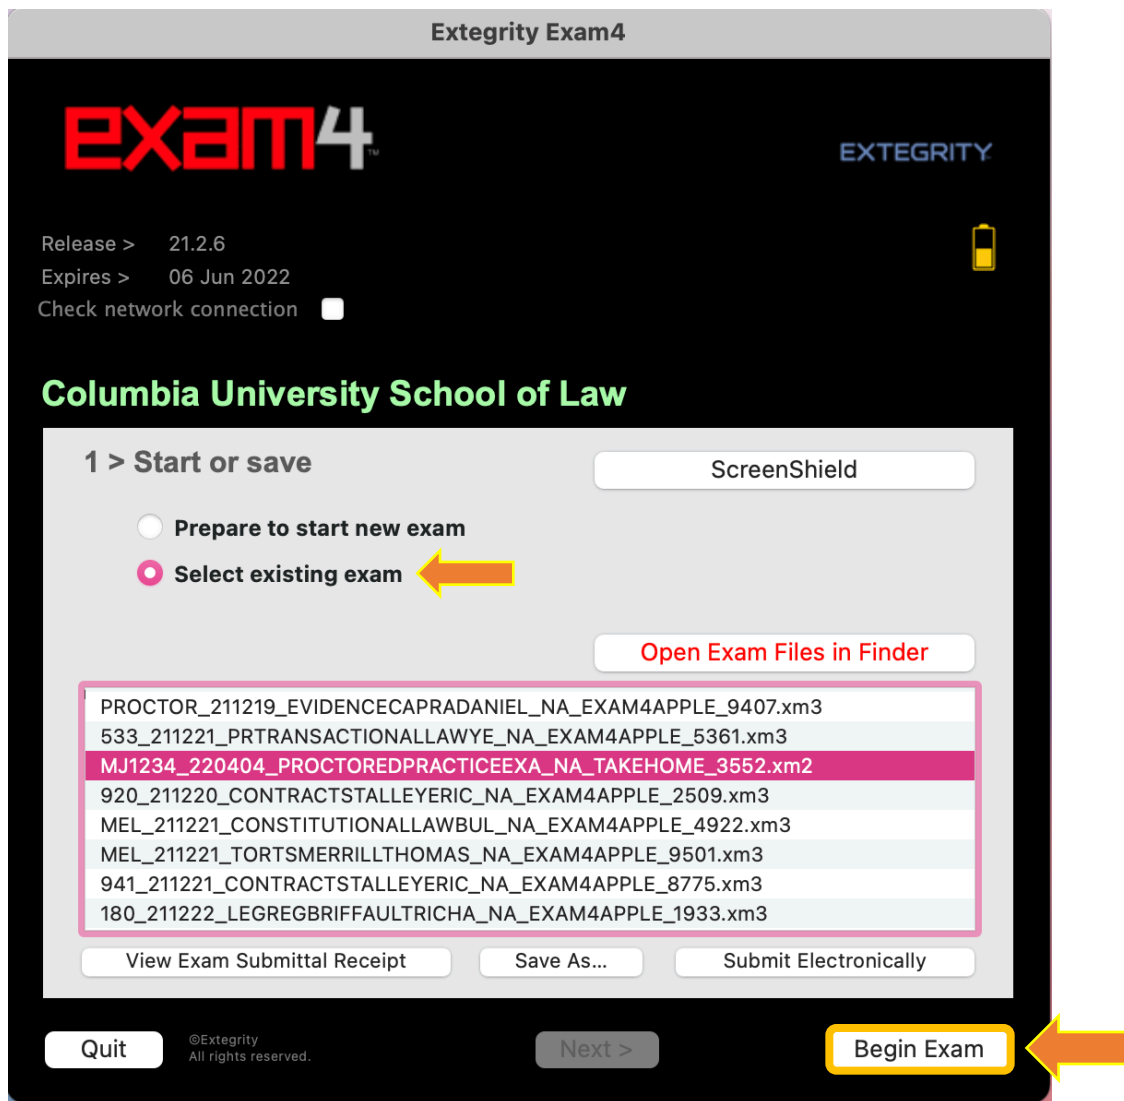 Extegrity Exam4
exam4™
EXTEGRITY
Release > 21.2.6
Expires > 06 Jun 2022
Check network connection
Columbia University School of Law
1 > Start or save
ScreenShield
Prepare to start new exam
Select existing exam
Open Exam Files in Finder
PROCTOR_211219_EVIDENCECAPRADANIEL_NA_EXAM4APPLE_9407.xm3
533_211221_PRTRANSACTIONALLAWYE_NA_EXAM4APPLE_5361.xm3
MJ1234_220404_PROCTOREDPRACTICEEXA_NA_TAKEHOME_3552.xm2
920_211220_CONTRACTSTALLEYERIC_NA_EXAM4APPLE_2509.xm3
MEL_211221_CONSTITUTIONALLAWBUL_NA_EXAM4APPLE_4922.xm3
MEL_211221_TORTSMERRILLTHOMAS_NA_EXAM4APPLE_9501.xm3
941_211221_CONTRACTSTALLEYERIC_NA_EXAM4APPLE_8775.xm3
180_211222_LEGREGBRIFFAULTRICHA_NA_EXAM4APPLE_1933.xm3
View Exam Submittal Receipt
Save As...
Submit Electronically
Quit
©Extegrity
All rights reserved.
Next >
Begin Exam